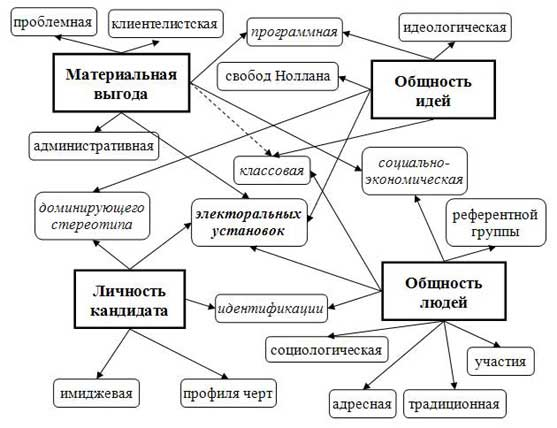 проблемная
клиентелистская
программная
идеологическая
Материальная
выгода
свобод Ноллана
Общность
идей
административная
классовая
социально-
экономическая
доминирующего
стереотипа
электоральных
установок
референтной
группы
Личность
кандидата
идентификации
Общность
людей
социологическая
участия
имиджевая
профиля черт
адресная
традиционная